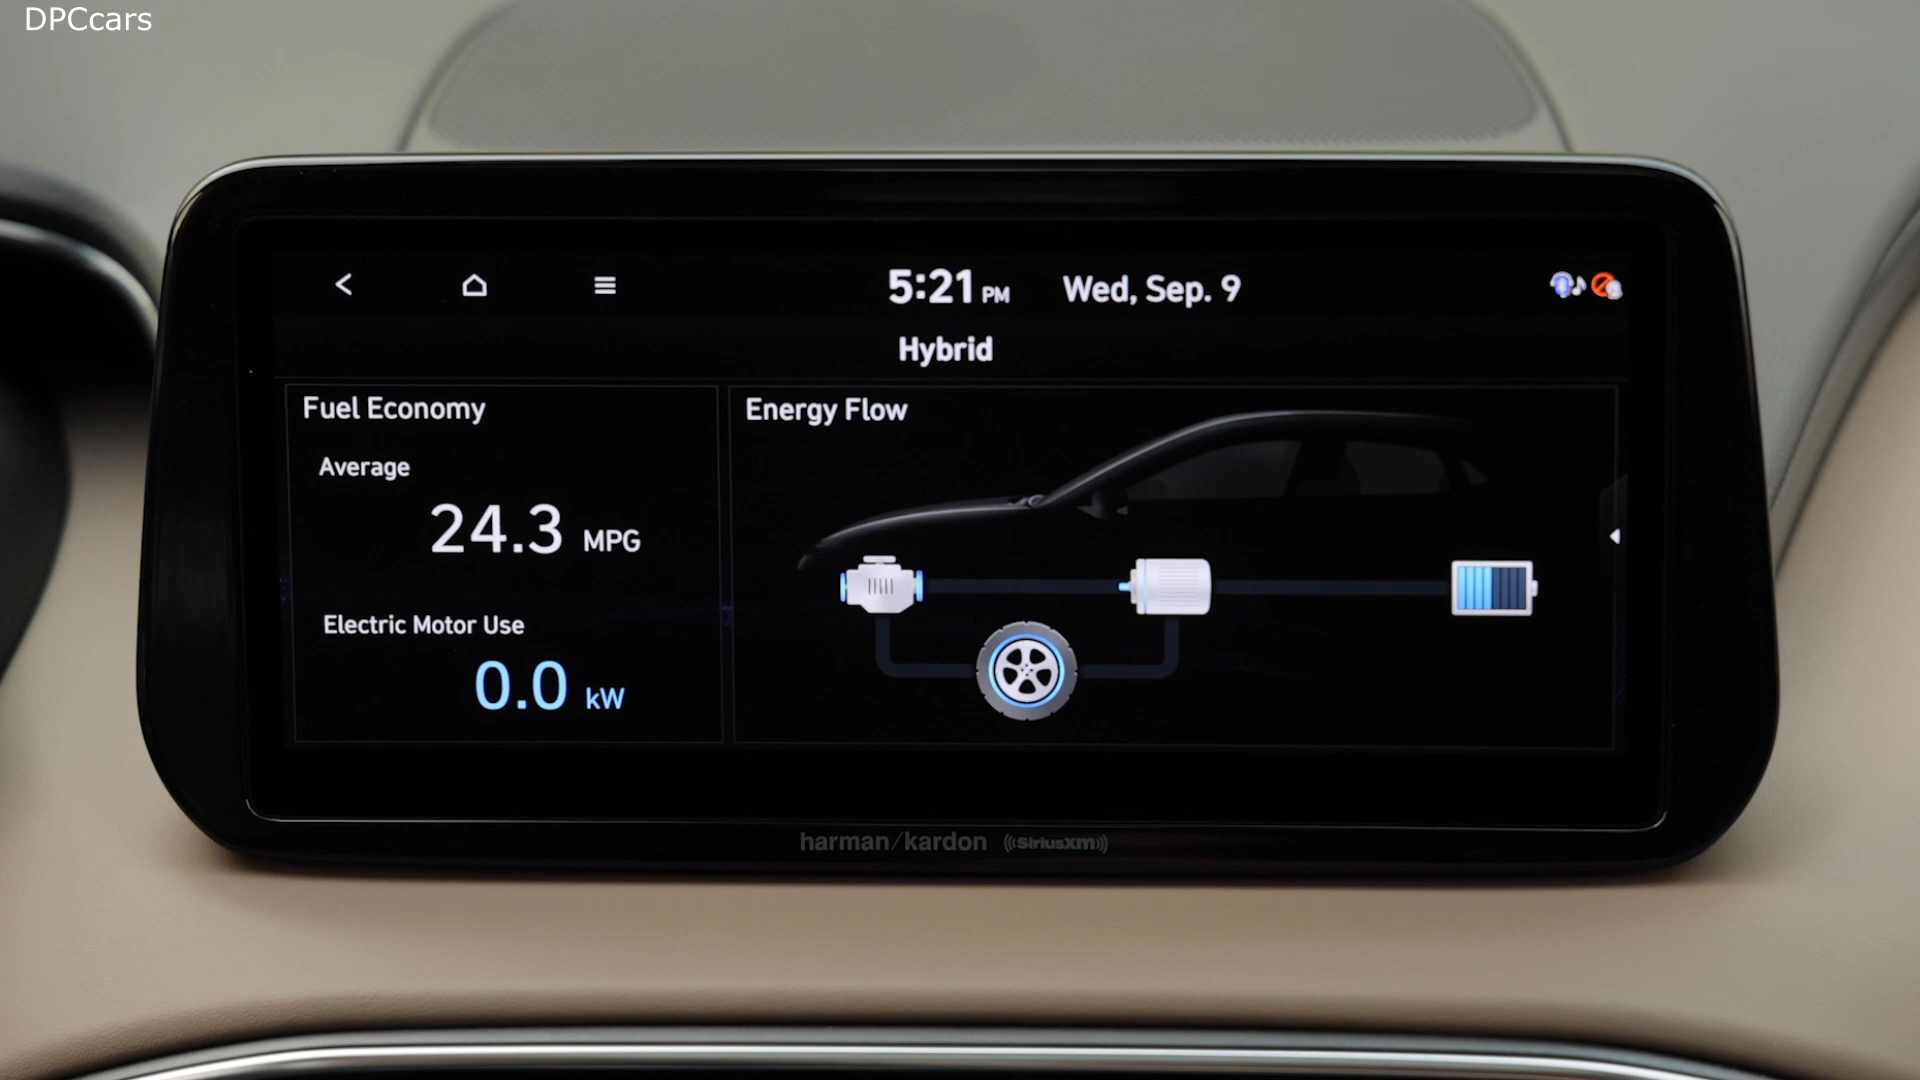 DPCcars
5:21 PM Wed, Sep. 9
Hybrid
Fuel Economy
Average
24.3 MPG
Electric Motor Use
0.0 kW
Energy Flow
harman/kardon ((SiriusXM))